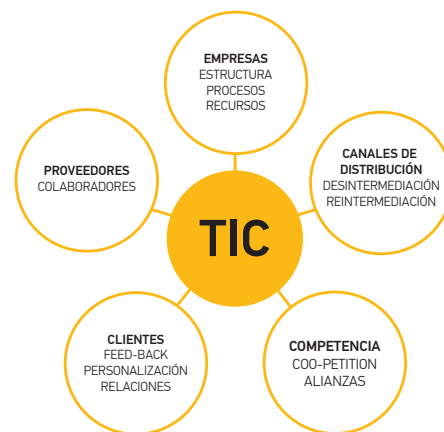 EMPRESAS
ESTRUCTURA
PROCESOS
RECURSOS
PROVEEDORES
COLABORADORES
CANALES DE
DISTRIBUCIÓN
DESINTERMEDIACIÓN
REINTERMEDIACIÓN
TIC
CLIENTES
FEED-BACK
PERSONALIZACIÓN
RELACIONES
COMPETENCIA
COO-PETITION
ALIANZAS